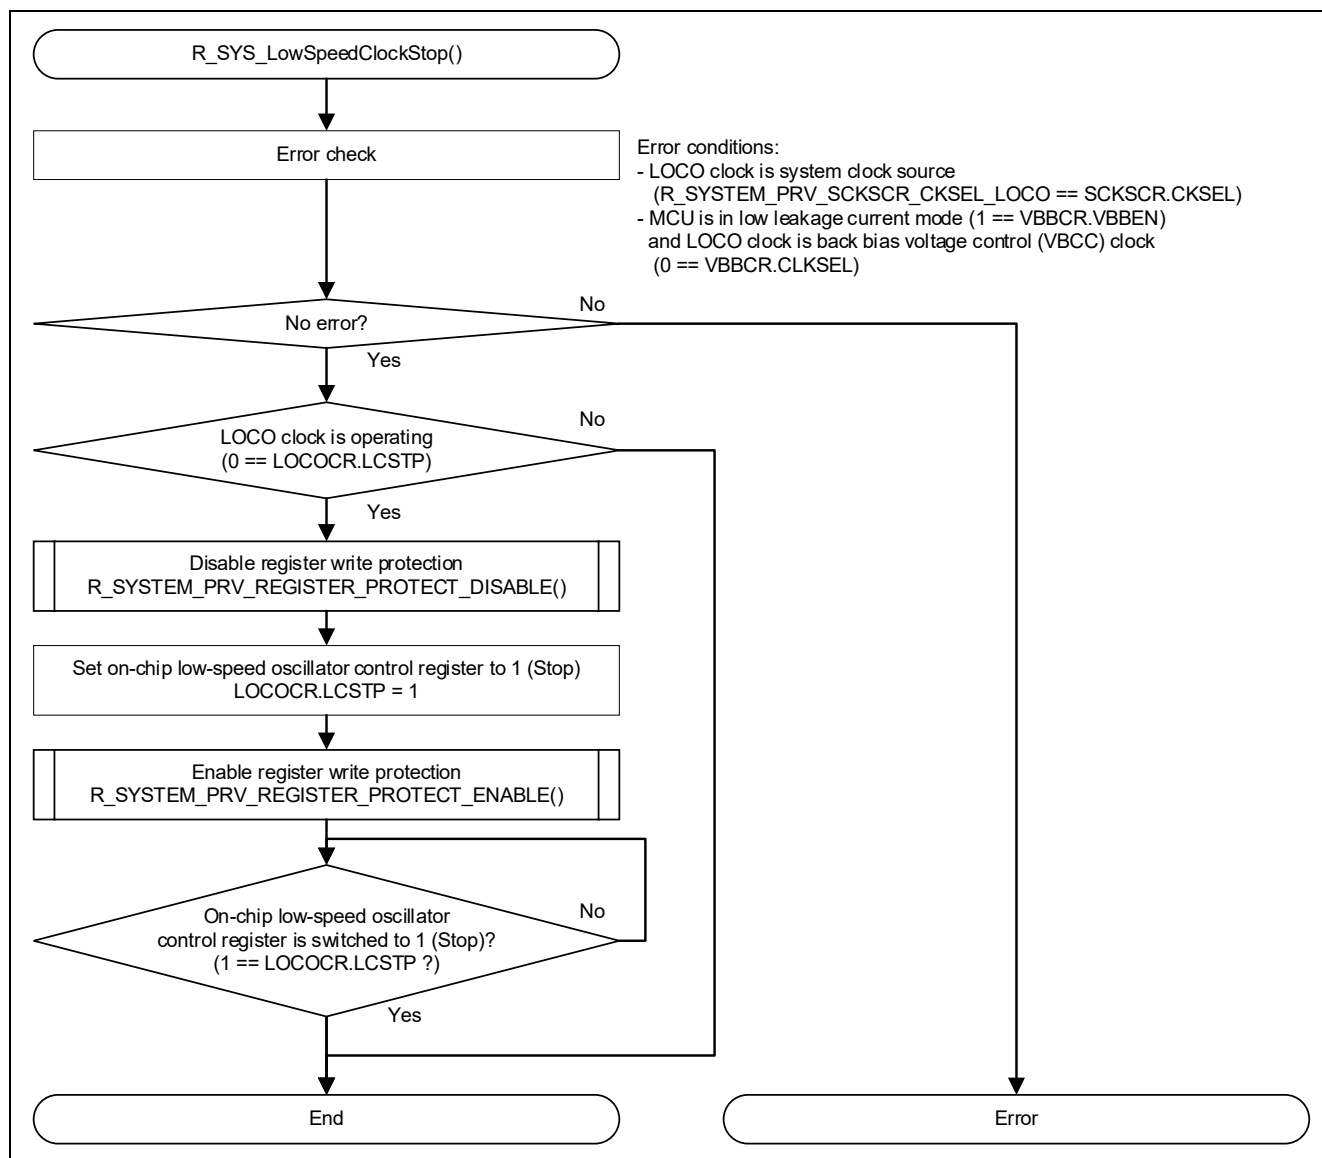 R_SYS_LowSpeedClockStop()
Error check
Error conditions:
- LOCO clock is system clock source
(R_SYSTEM_PRV_SCKSCR_CKSEL_LOCO == SCKSCR.CKSEL)
- MCU is in low leakage current mode (1 == VBBCR.VBBEN)
and LOCO clock is back bias voltage control (VBCC) clock
(0 == VBBCR.CLKSEL)
No error?
No
Yes
LOCO clock is operating
(0 == LOCOCR.LCSTP)
No
Yes
Disable register write protection
R_SYSTEM_PRV_REGISTER_PROTECT_DISABLE()
Set on-chip low-speed oscillator control register to 1 (Stop)
LOCOCR.LCSTP = 1
Enable register write protection
R_SYSTEM_PRV_REGISTER_PROTECT_ENABLE()
On-chip low-speed oscillator
control register is switched to 1 (Stop)?
(1 == LOCOCR.LCSTP ?)
No
Yes
End
Error